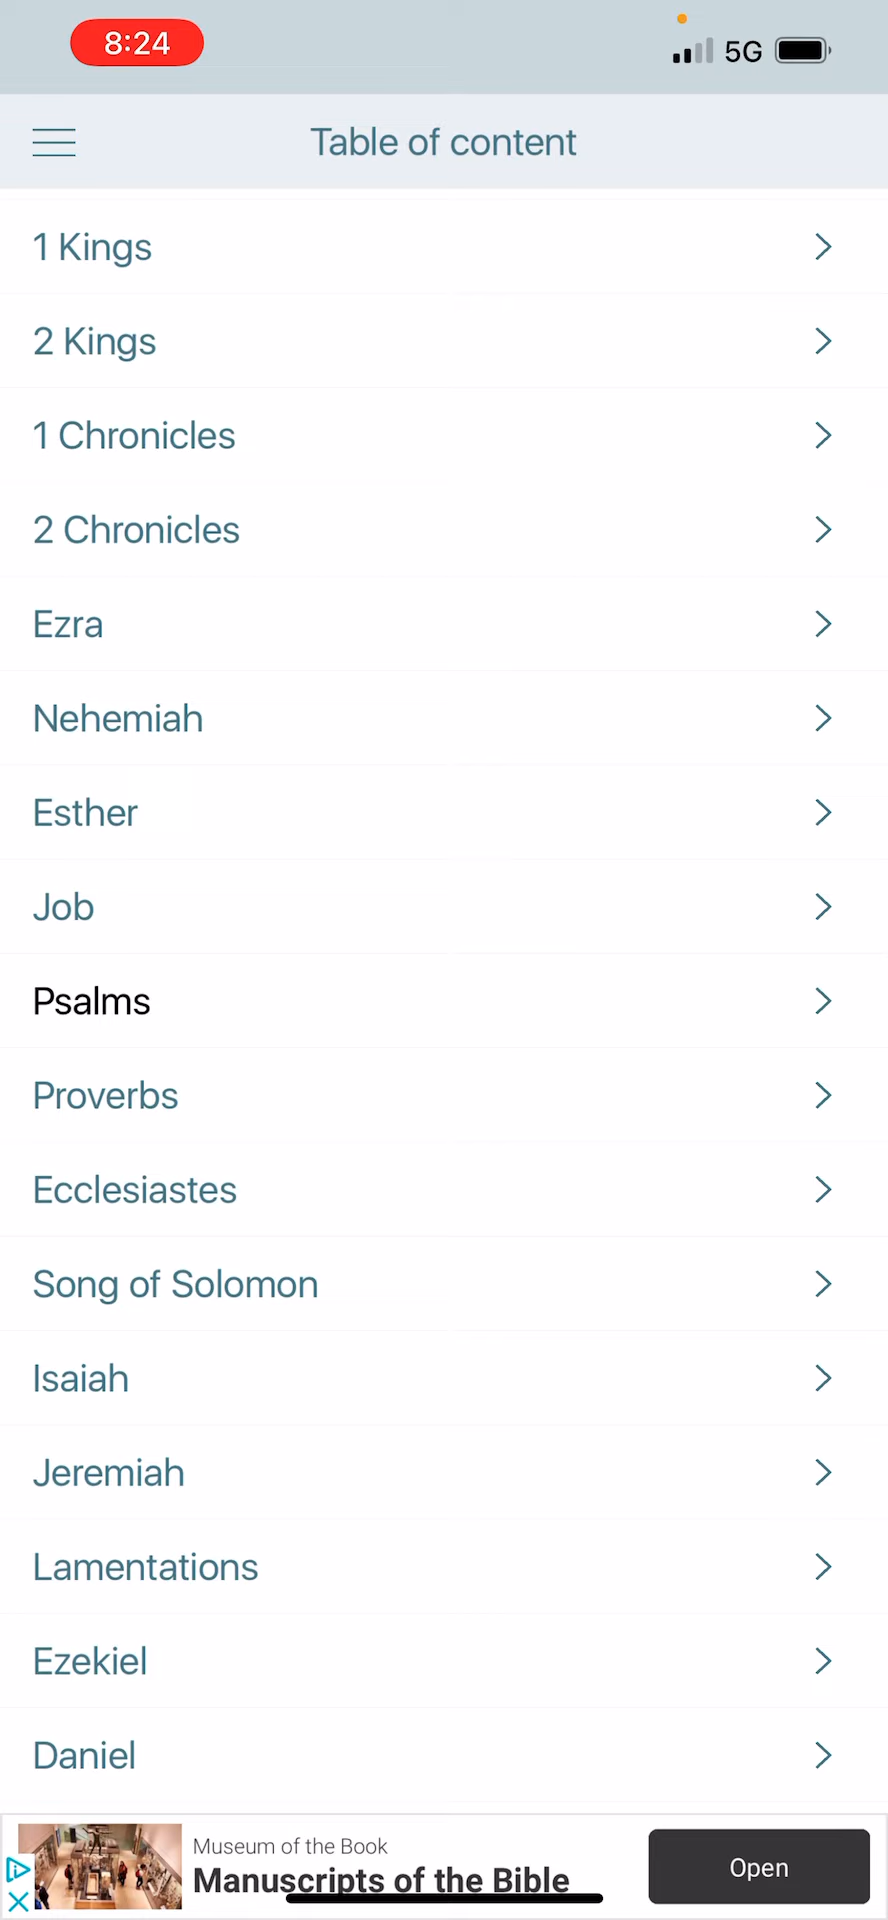 8:24
5G
Table of content
1 Kings
2 Kings
1 Chronicles
2 Chronicles
Ezra
Nehemiah
Esther
Job
Psalms
Proverbs
Ecclesiastes
Song of Solomon
Isaiah
Jeremiah
Lamentations
Ezekiel
Daniel
Museum of the Book
Manuscripts of the Bible
Open